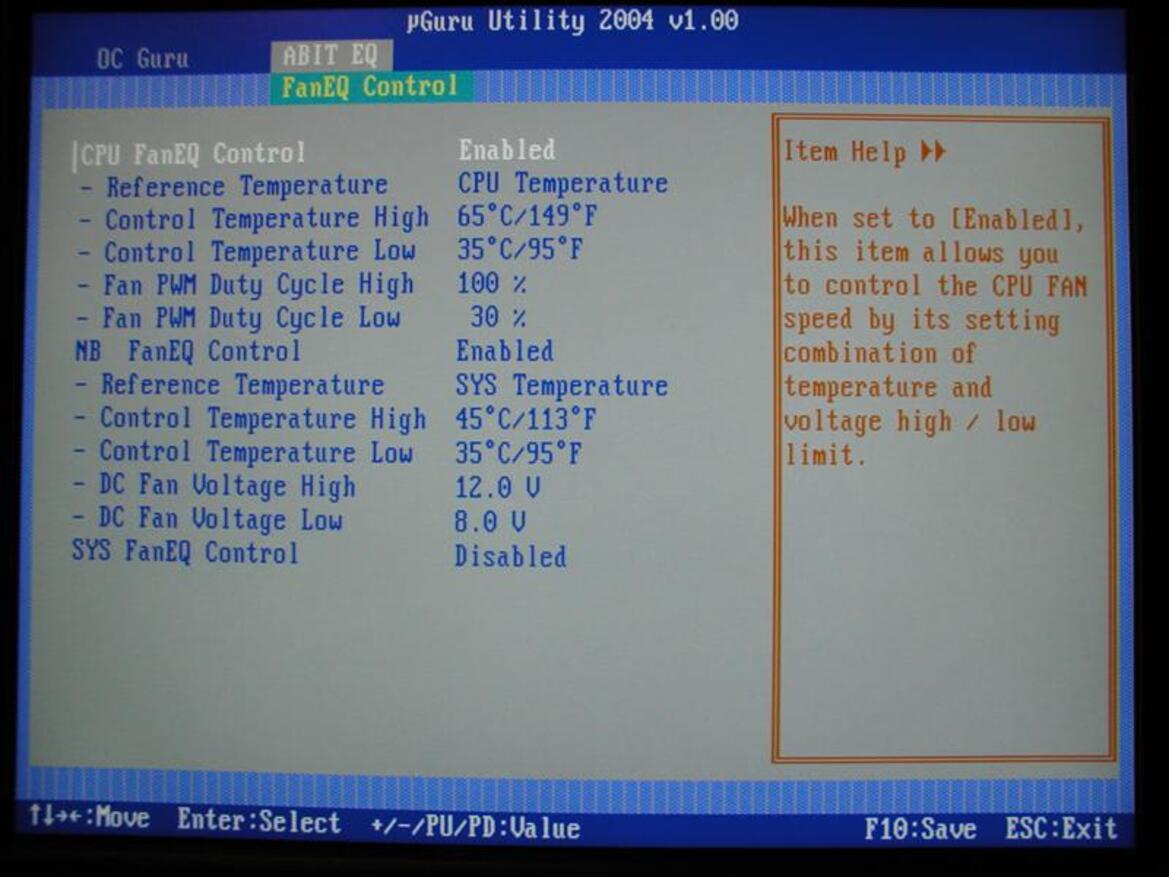 µGuru Utility 2004 v1.00
OC Guru ABIT EQ
FanEQ Control
CPU FanEQ Control Enabled
- Reference Temperature CPU Temperature
- Control Temperature High 65°C/149°F
- Control Temperature Low 35°C/95°F
- Fan PWM Duty Cycle High 100 %
- Fan PWM Duty Cycle Low 30 %
NB FanEQ Control Enabled
- Reference Temperature SYS Temperature
- Control Temperature High 45°C/113°F
- Control Temperature Low 35°C/95°F
- DC Fan Voltage High 12.0 V
- DC Fan Voltage Low 8.0 V
SYS FanEQ Control Disabled
Item Help ▶▶
When set to [Enabled],
this item allows you
to control the CPU FAN
speed by its setting
combination of
temperature and
voltage high / low
limit.
↑↓→←:Move Enter:Select +/-/PU/PD:Value F10:Save ESC:Exit